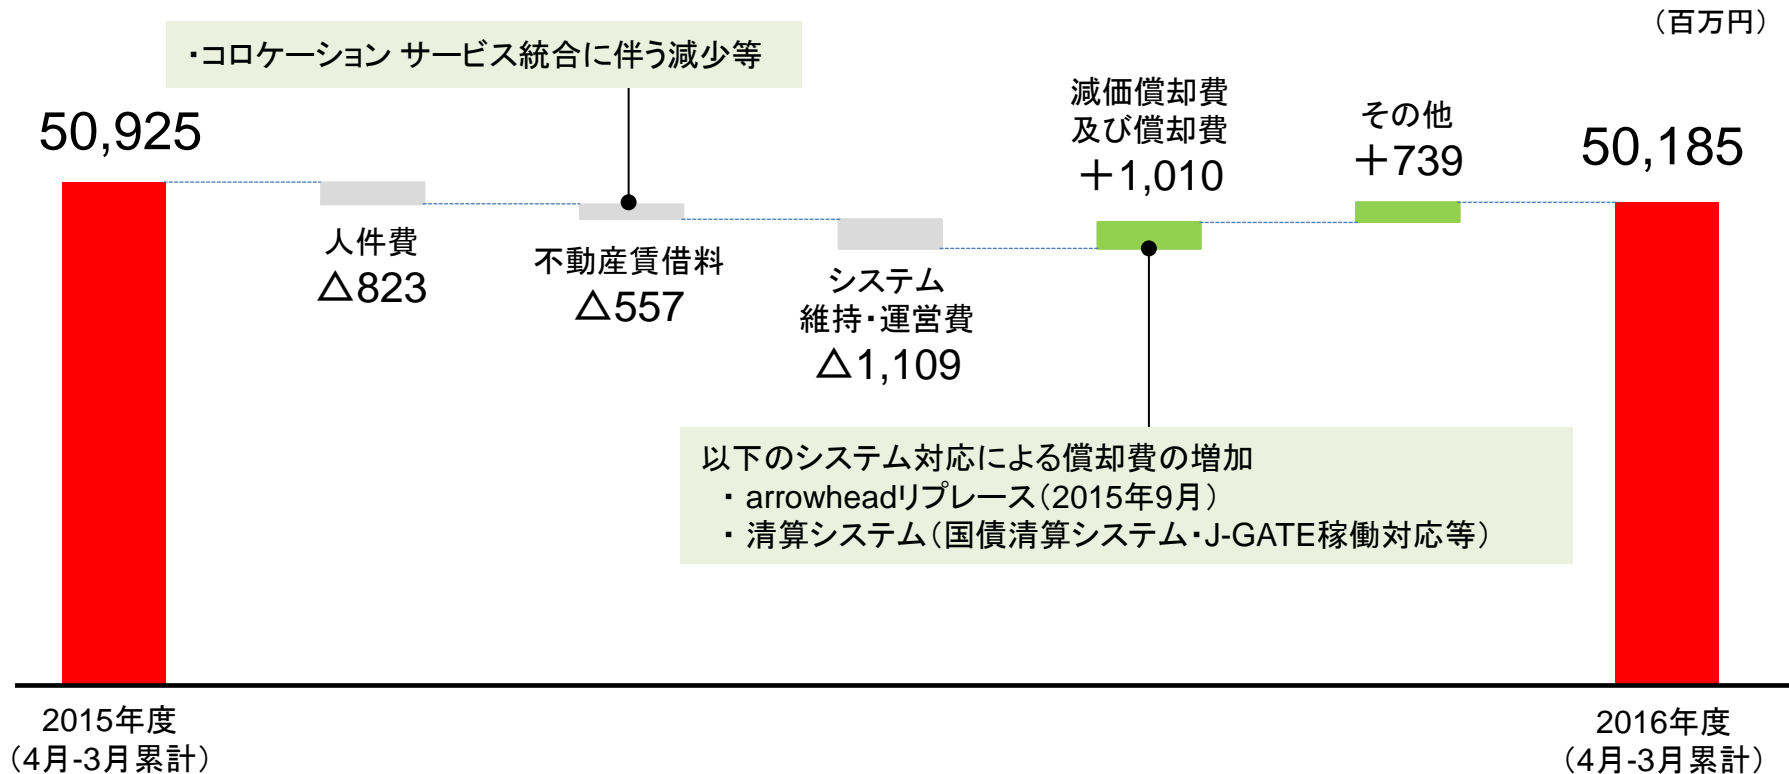 （百万円）
・コロケーション サービス統合に伴う減少等
50,925
人件費
△823
不動産賃借料
△557
システム
維持・運営費
△1,109
減価償却費
及び償却費
＋1,010
その他
＋739
50,185
以下のシステム対応による償却費の増加
・ arrowheadリプレース（2015年9月）
・ 清算システム（国債清算システム・J-GATE稼働対応等）
2015年度
（4月-3月累計）
2016年度
（4月-3月累計）